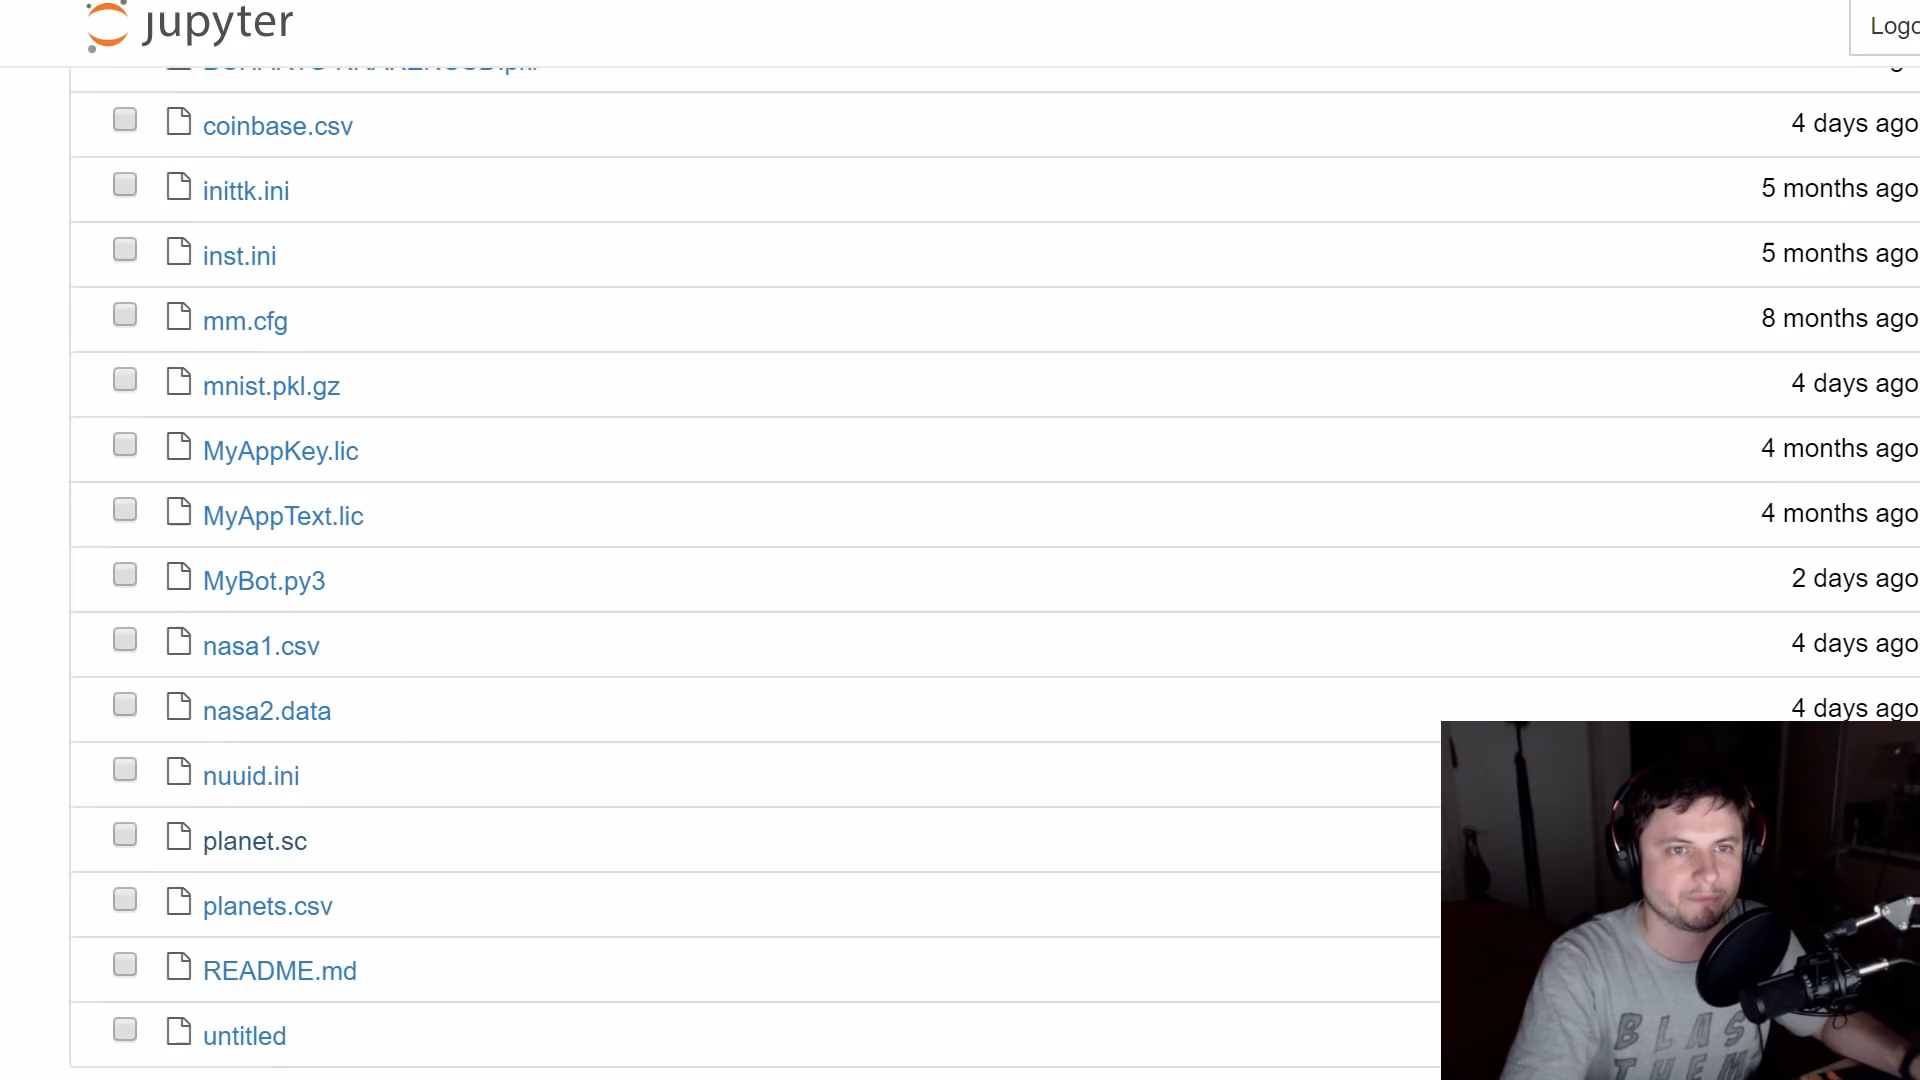 jupyter
Logo
coinbase.csv 4 days ago
inittk.ini 5 months ago
inst.ini 5 months ago
mm.cfg 8 months ago
mnist.pkl.gz 4 days ago
MyAppKey.lic 4 months ago
MyAppText.lic 4 months ago
MyBot.py3 2 days ago
nasa1.csv 4 days ago
nasa2.data 4 days ago
nuuid.ini
planet.sc
planets.csv
README.md
untitled
BLAS
THEM